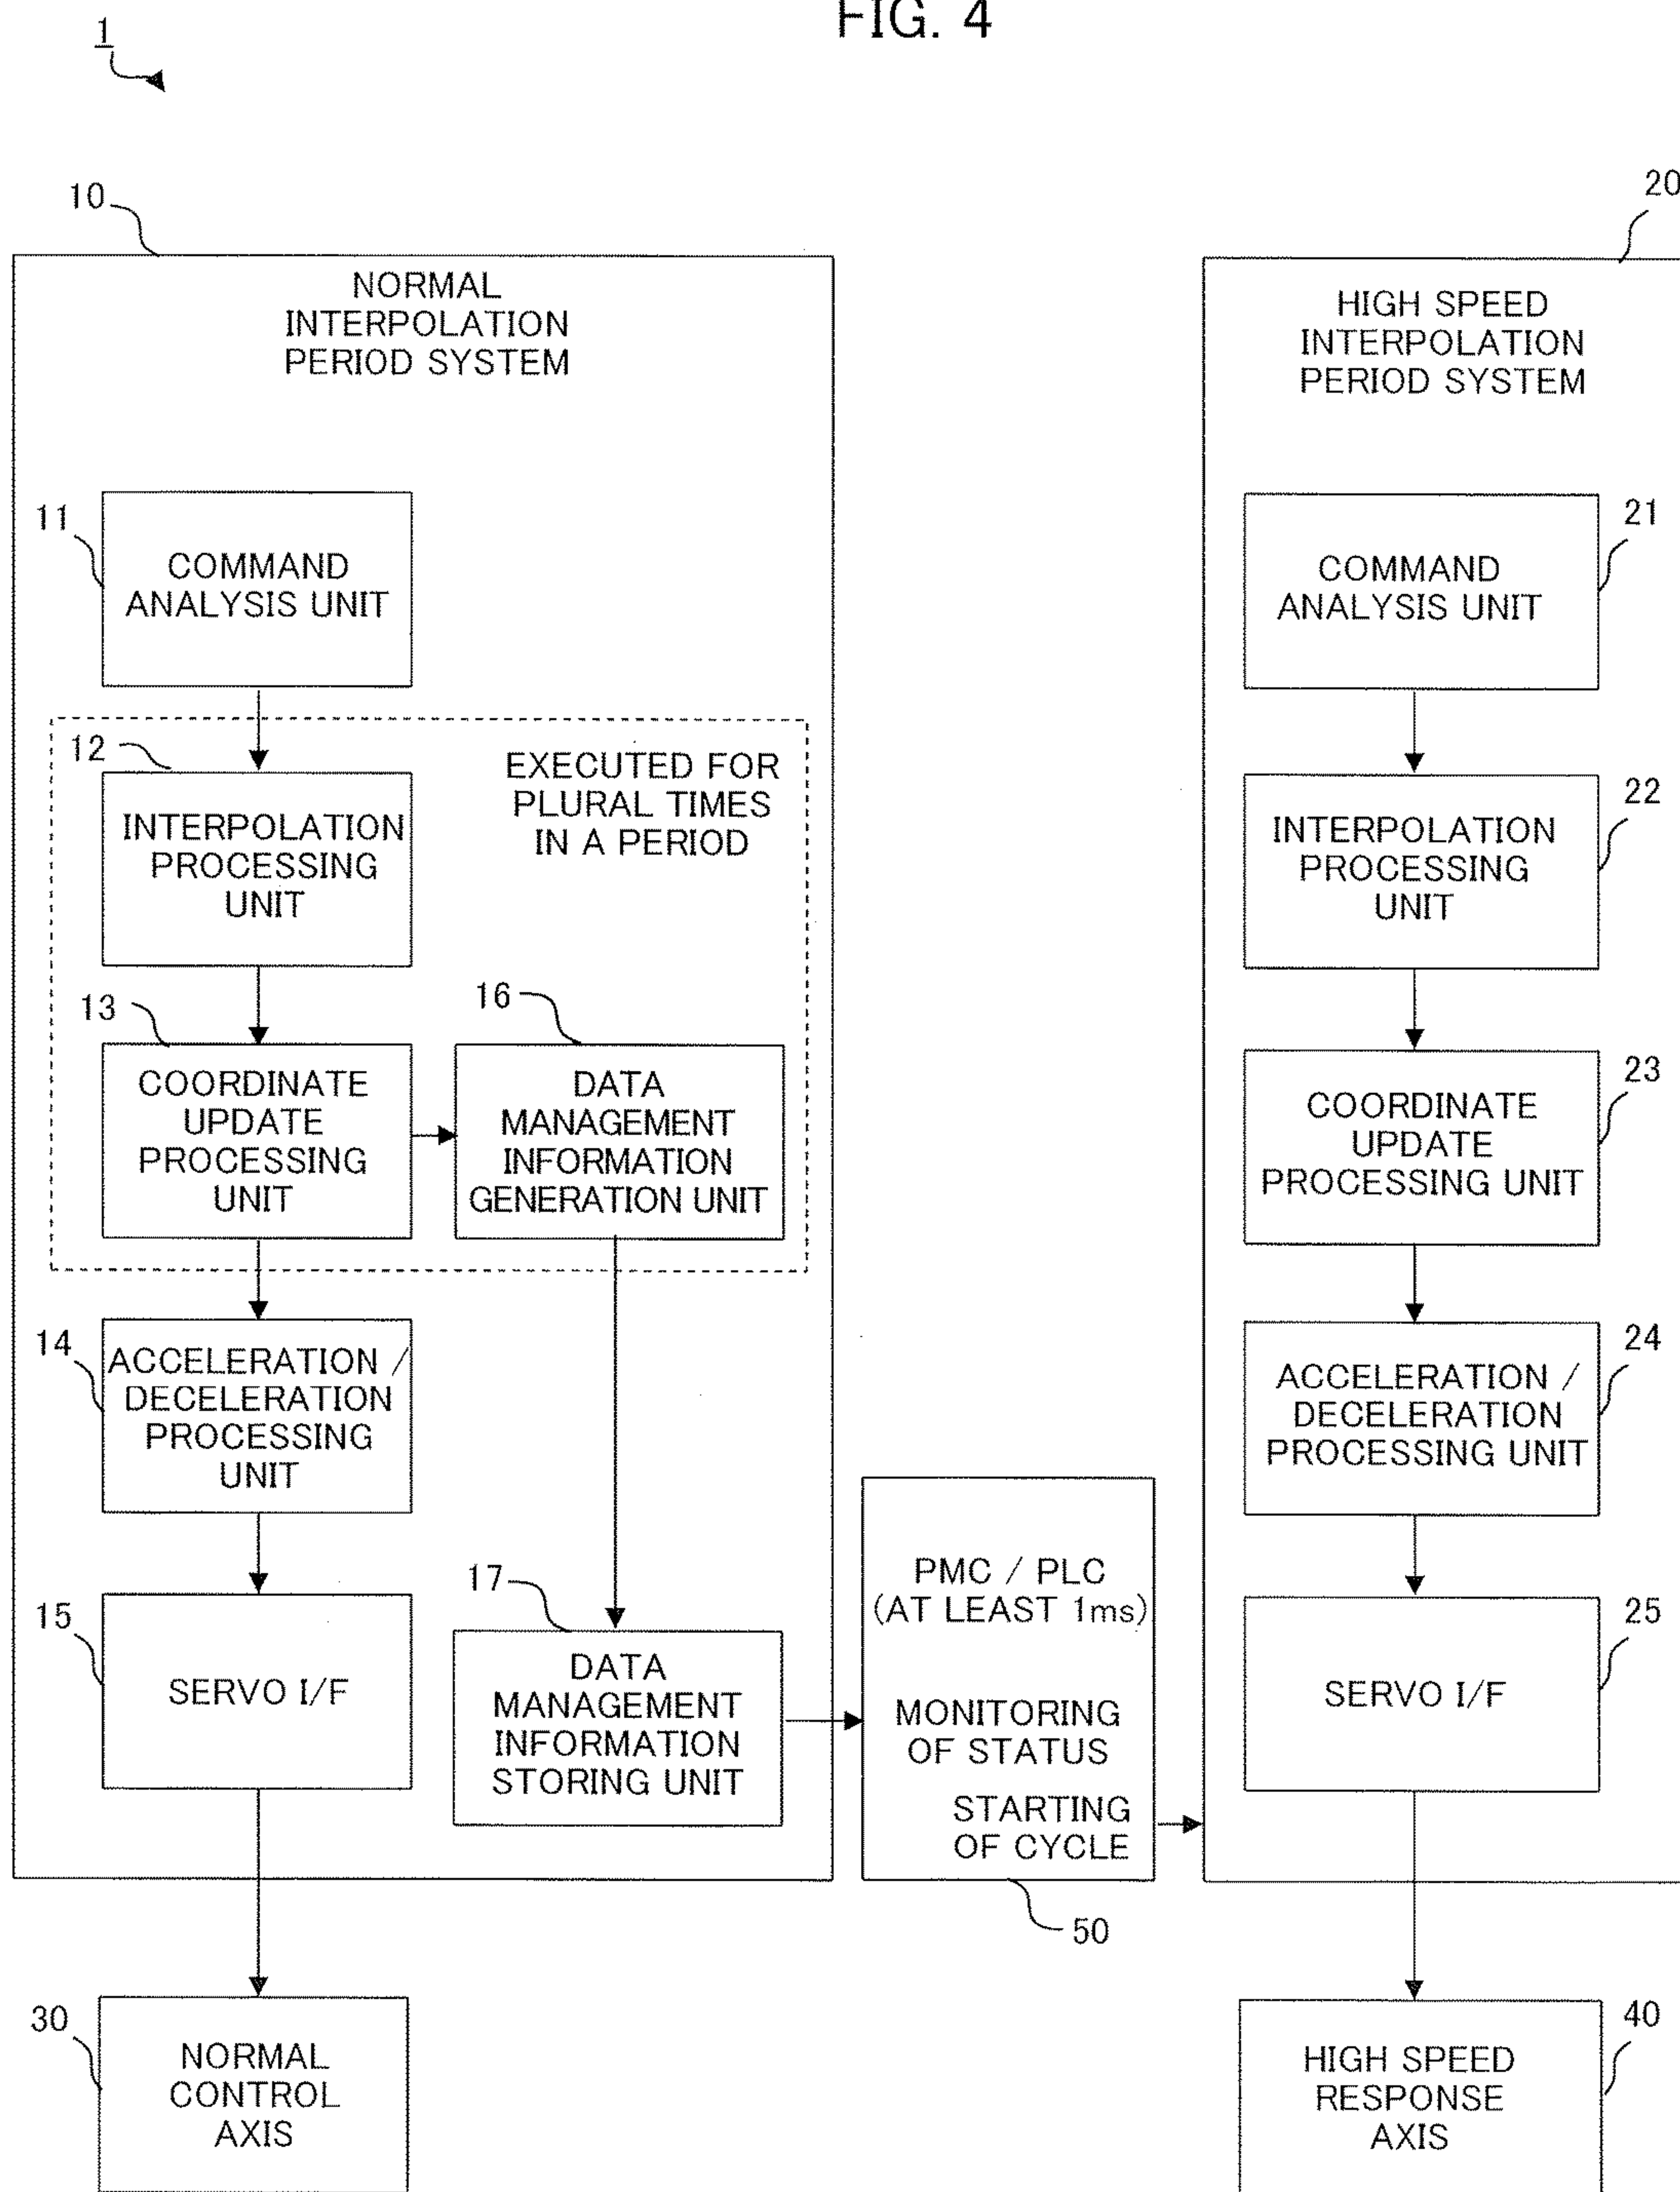 FIG. 4
1
10
NORMAL
INTERPOLATION
PERIOD SYSTEM
11
COMMAND
ANALYSIS UNIT
12
EXECUTED FOR
PLURAL TIMES
IN A PERIOD
INTERPOLATION
PROCESSING
UNIT
13
COORDINATE
UPDATE
PROCESSING
UNIT
16
DATA
MANAGEMENT
INFORMATION
GENERATION UNIT
14
ACCELERATION /
DECELERATION
PROCESSING
UNIT
15
SERVO I/F
17
DATA
MANAGEMENT
INFORMATION
STORING UNIT
30
NORMAL
CONTROL
AXIS
PMC / PLC
(AT LEAST 1ms)
MONITORING
OF STATUS
STARTING
OF CYCLE
50
20
HIGH SPEED
INTERPOLATION
PERIOD SYSTEM
21
COMMAND
ANALYSIS UNIT
22
INTERPOLATION
PROCESSING
UNIT
23
COORDINATE
UPDATE
PROCESSING UNIT
24
ACCELERATION /
DECELERATION
PROCESSING UNIT
25
SERVO I/F
40
HIGH SPEED
RESPONSE
AXIS